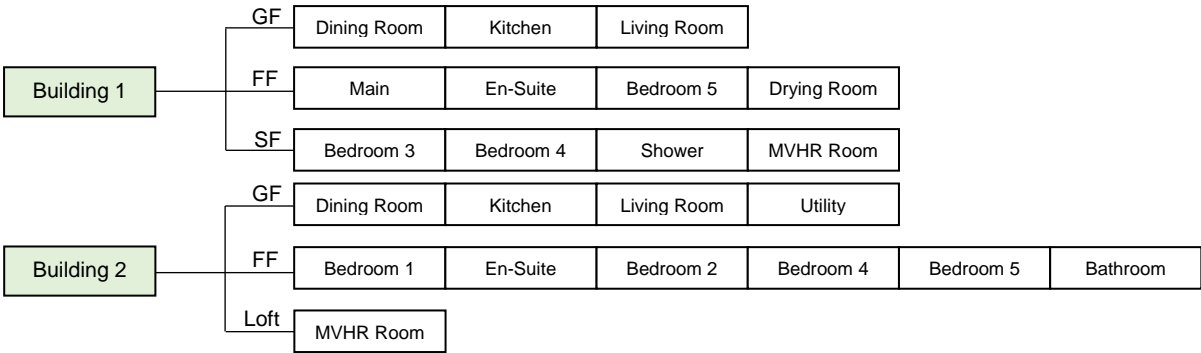 GF
Dining Room Kitchen Living Room
Building 1
FF
Main En-Suite Bedroom 5 Drying Room
SF
Bedroom 3 Bedroom 4 Shower MVHR Room
GF
Dining Room Kitchen Living Room Utility
Building 2
FF
Bedroom 1 En-Suite Bedroom 2 Bedroom 4 Bedroom 5 Bathroom
Loft
MVHR Room